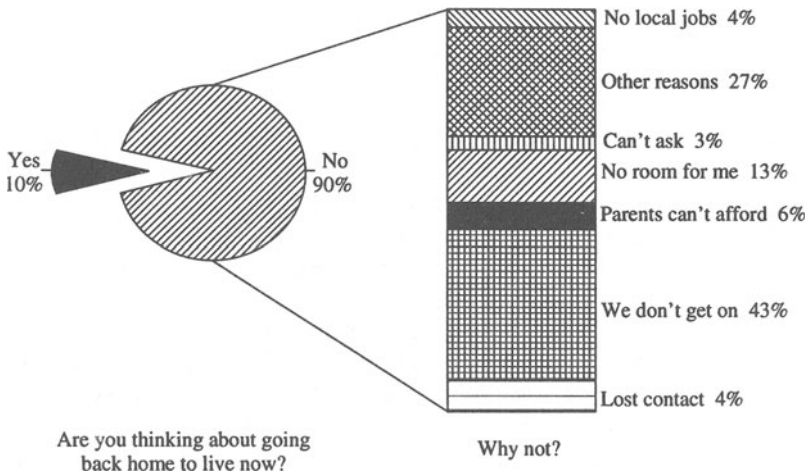 Yes
10%
No
90%
Are you thinking about going
back home to live now?
No local jobs 4%
Other reasons 27%
Can't ask 3%
No room for me 13%
Parents can't afford 6%
We don't get on 43%
Lost contact 4%
Why not?